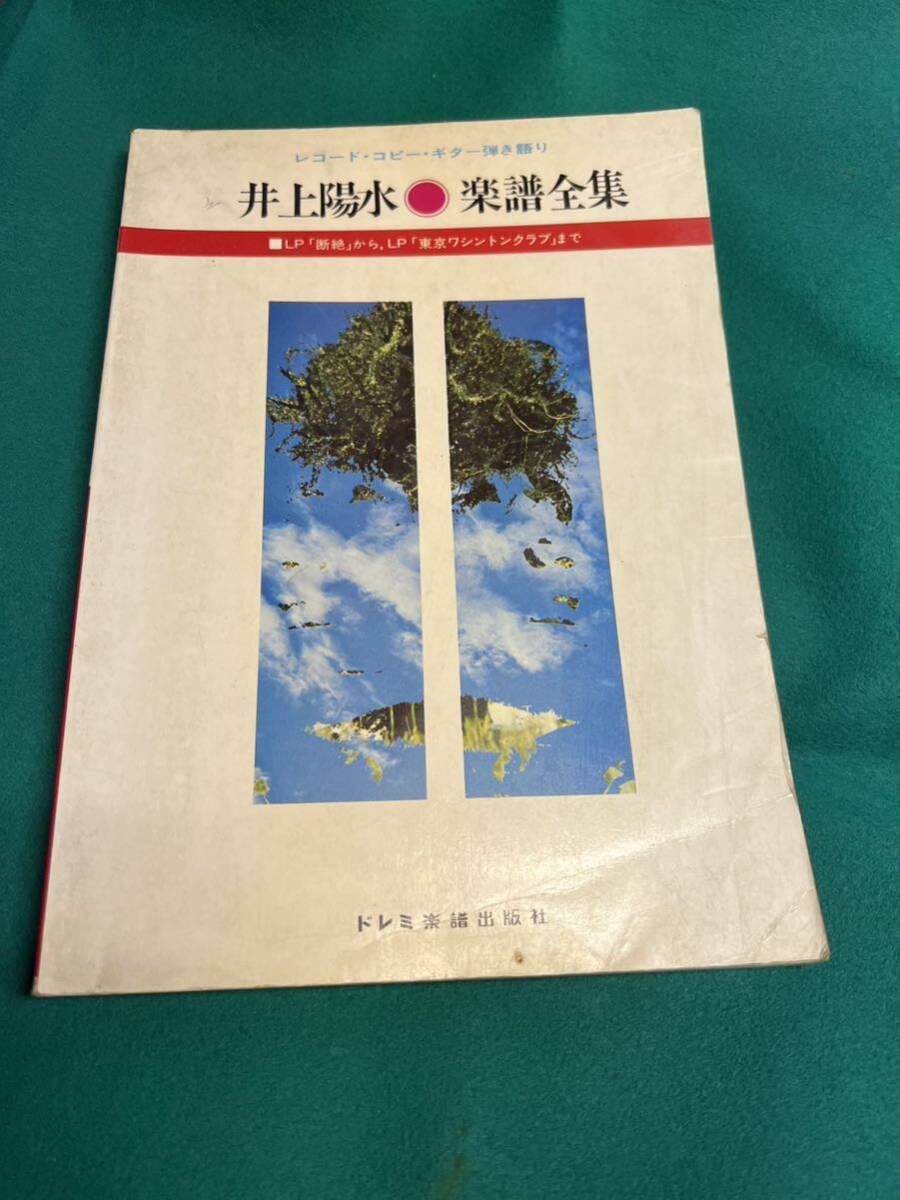 レコード・コピー・ギター弾き語り
井上陽水●楽譜全集
■LP「断絶」から,LP「東京ワシントンクラブ」まで
ドレミ楽譜出版社